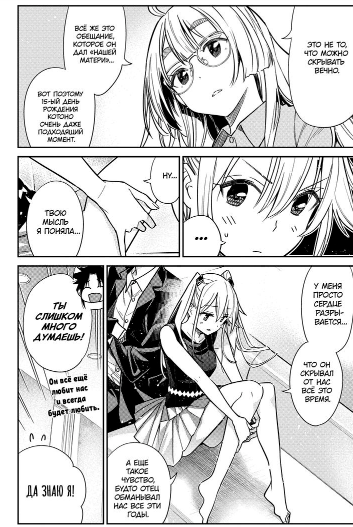 ЭТО НЕ ТО,
ЧТО МОЖНО
СКРЫВАТЬ
ВЕЧНО.
ВСЁ ЖЕ ЭТО
ОБЕЩАНИЕ,
КОТОРОЕ ОН
ДАЛ «НАШЕЙ
МАТЕРИ»...
ВОТ ПОЭТОМУ
15-ЫЙ ДЕНЬ
РОЖДЕНИЯ
КОТОНО
ОЧЕНЬ ДАЖЕ
ПОДХОДЯЩИЙ
МОМЕНТ.
...
НУ...
ТВОЮ
МЫСЛЬ
Я ПОНЯЛА...
У МЕНЯ
ПРОСТО
СЕРДЦЕ
РАЗРЫ-
ВАЕТСЯ...
ЧТО ОН
СКРЫВАЛ
ОТ НАС
ВСЁ ЭТО
ВРЕМЯ.
А ЕЩЕ
ТАКОЕ
ЧУВСТВО,
БУДТО ОТЕЦ
ОБМАНЫВАЛ
НАС ВСЕ ЭТИ
ГОДЫ.
ТЫ
СЛИШКОМ
МНОГО
ДУМАЕШЬ!
Он всё ещё
любит нас
и всегда
будет любить.
ДА ЗНАЮ Я!